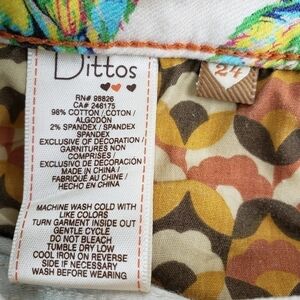 Dittos
24
RN# 98826
CA# 246175
98% COTTON / COTON /
ALGODÓN
2% SPANDEX / SPANDEX
SPANDEX
EXCLUSIVE OF DECORATION /
GARNITURES NON
COMPRISES /
EXCLUSIVO DE DECORACIÓN
MADE IN CHINA /
FABRIQUÉ AU CHINE /
HECHO EN CHINA
MACHINE WASH COLD WITH
LIKE COLORS
TURN GARMENT INSIDE OUT
GENTLE CYCLE
DO NOT BLEACH
TUMBLE DRY LOW
COOL IRON ON REVERSE
SIDE IF NECESSARY
WASH BEFORE WEARING